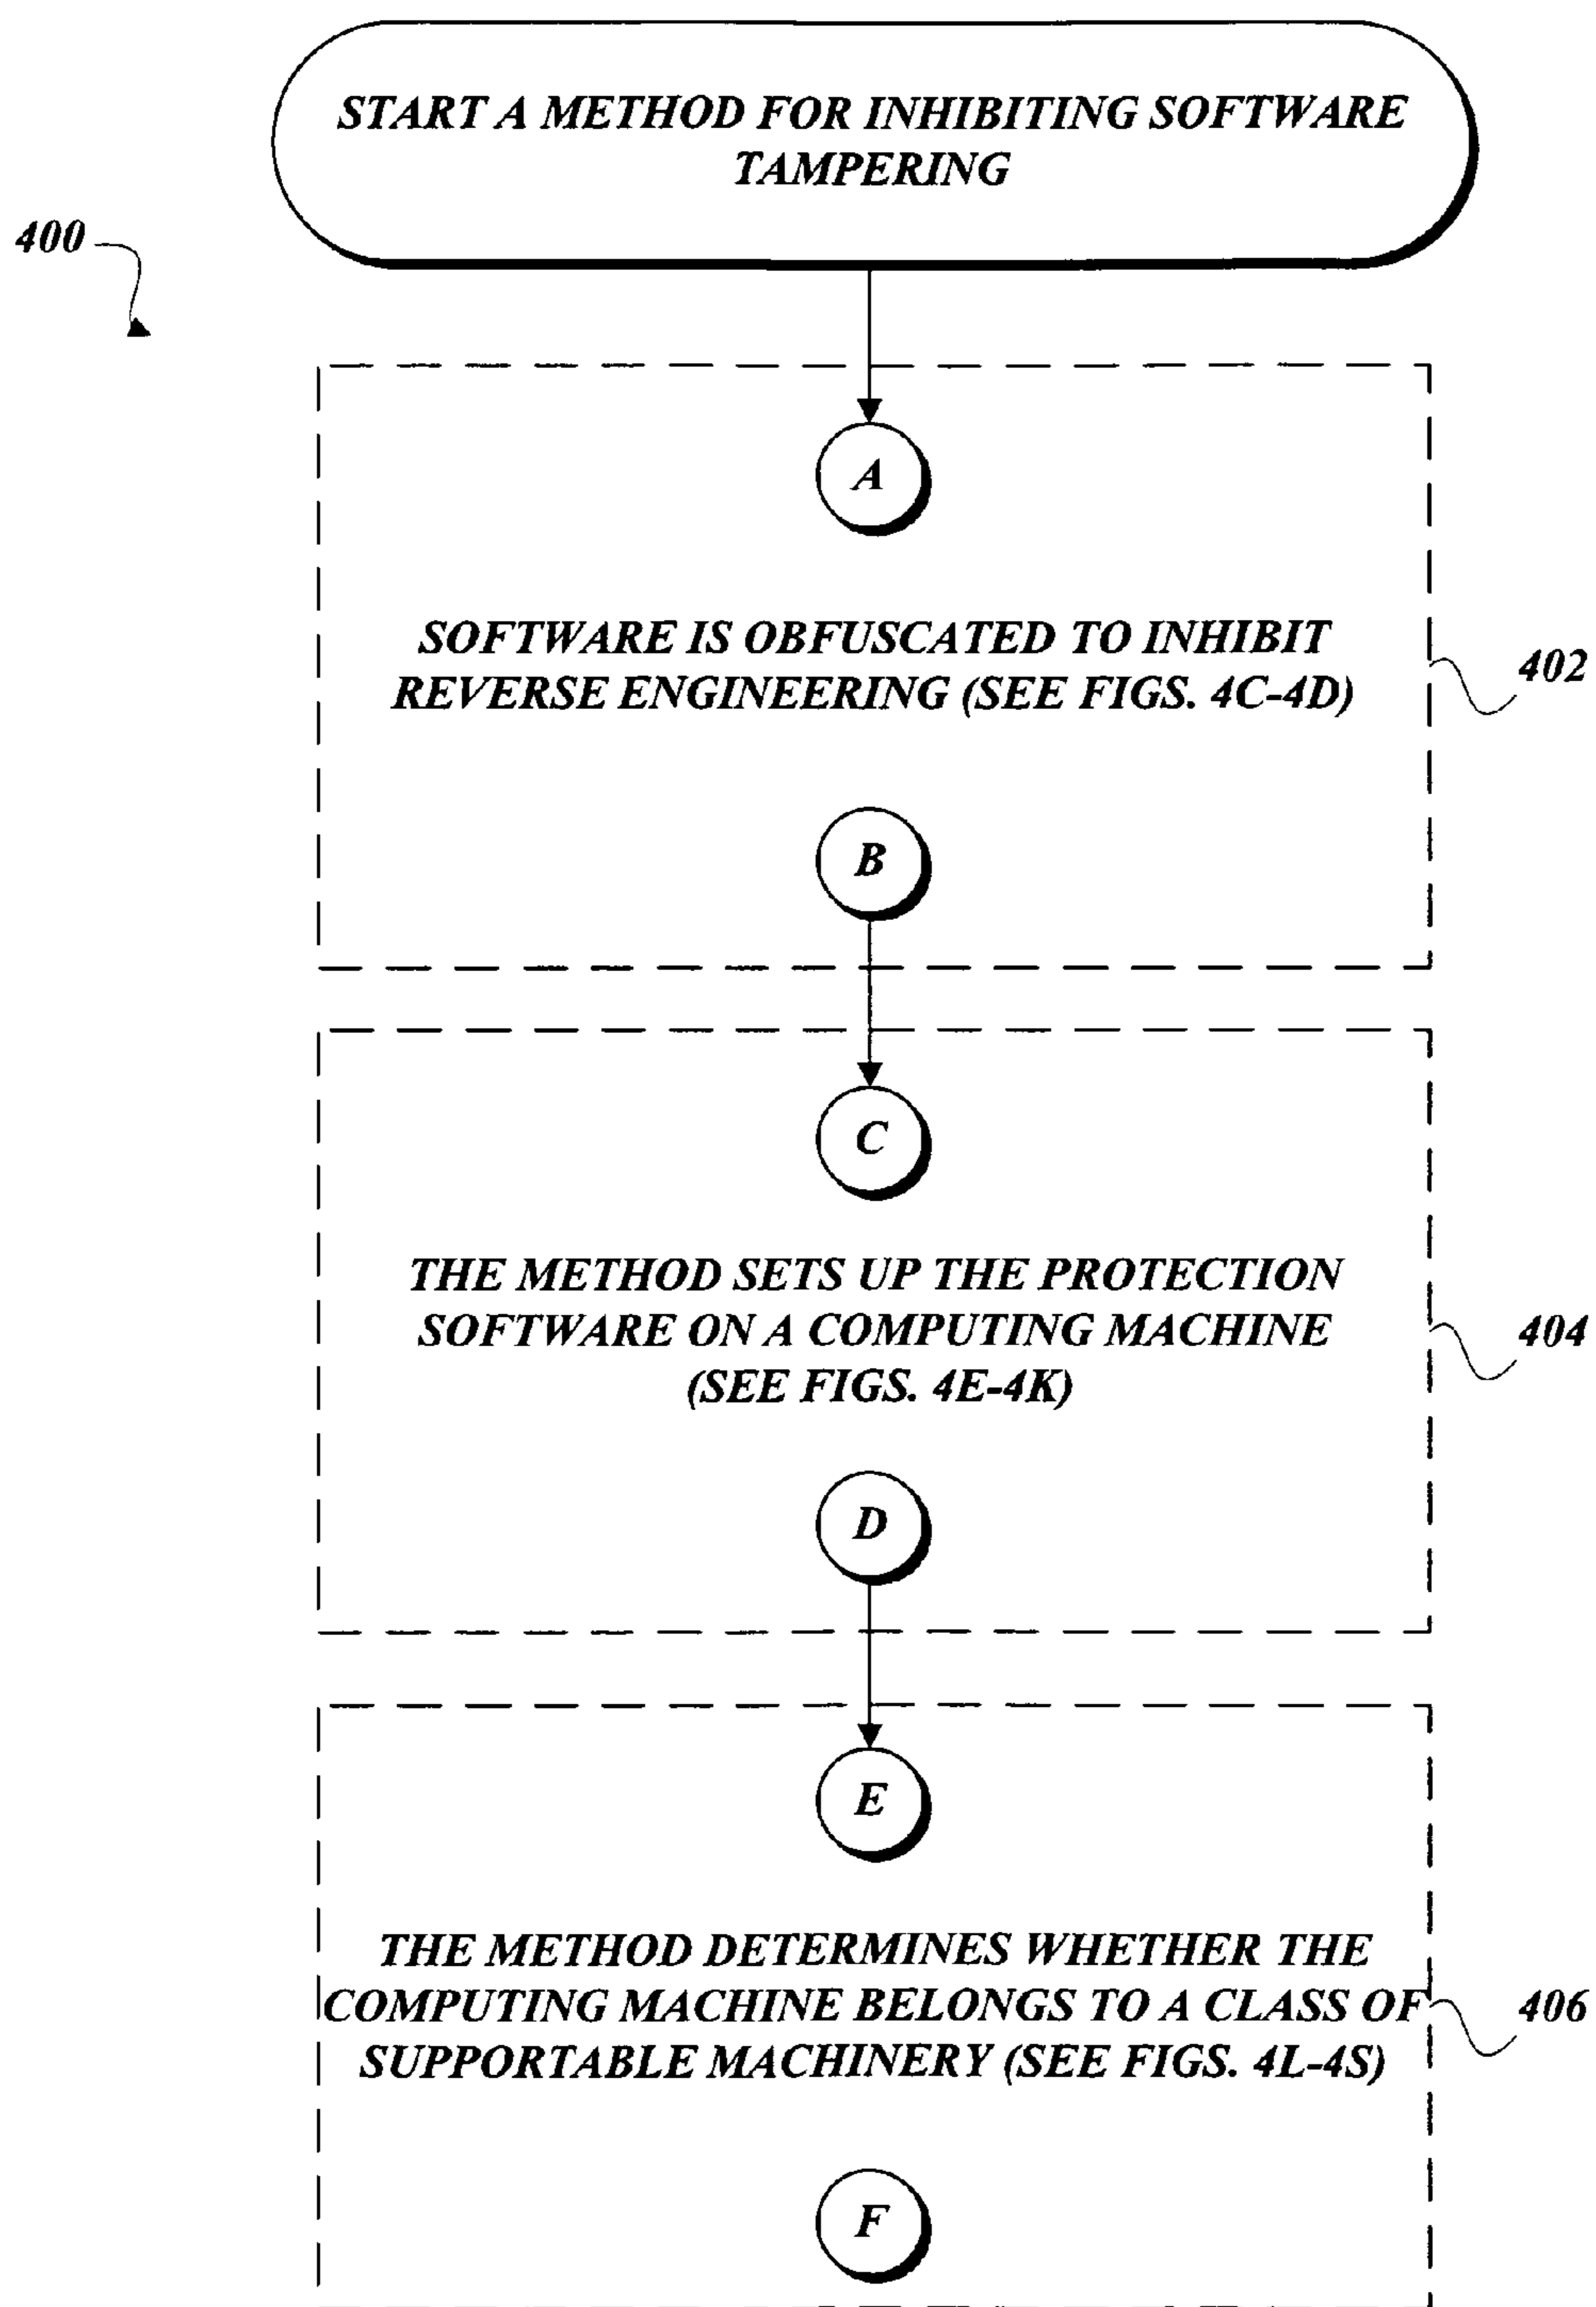 START A METHOD FOR INHIBITING SOFTWARE
TAMPERING
400
A
SOFTWARE IS OBFUSCATED TO INHIBIT
REVERSE ENGINEERING (SEE FIGS. 4C-4D)
402
B
C
THE METHOD SETS UP THE PROTECTION
SOFTWARE ON A COMPUTING MACHINE
(SEE FIGS. 4E-4K)
404
D
E
THE METHOD DETERMINES WHETHER THE
COMPUTING MACHINE BELONGS TO A CLASS OF
SUPPORTABLE MACHINERY (SEE FIGS. 4L-4S)
406
F